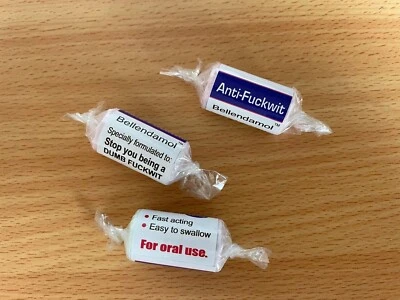 Anti-Fuckwit
Bellendamol™
Bellendamol
Specially formulated to:
Stop you being a
DUMB FUCKWIT
• Fast acting
• Easy to swallow
For oral use.